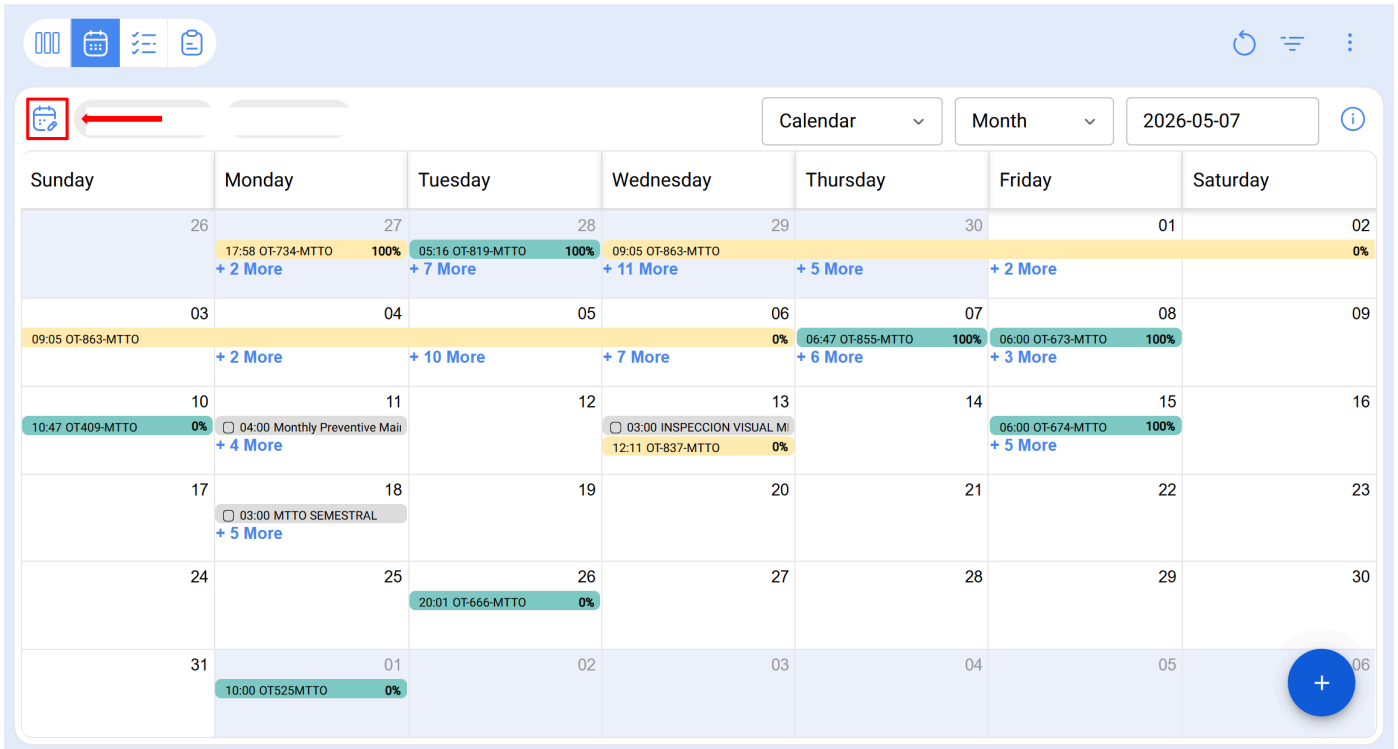 Calendar Month 2026-05-07
Sunday Monday Tuesday Wednesday Thursday Friday Saturday
26 27 28 29 30 01 02
17:58 OT-734-MTTO 100% 05:16 OT-819-MTTO 100% 09:05 OT-863-MTTO 0%
+ 2 More + 7 More + 11 More + 5 More + 2 More
03 04 05 06 07 08 09
09:05 OT-863-MTTO 0% 06:47 OT-855-MTTO 100% 06:00 OT-673-MTTO 100%
+ 2 More + 10 More + 7 More + 6 More + 3 More
10 11 12 13 14 15 16
10:47 OT409-MTTO 0% 04:00 Monthly Preventive Mai 03:00 INSPECCION VISUAL M 06:00 OT-674-MTTO 100%
+ 4 More 12:11 OT-837-MTTO 0% + 5 More
17 18 19 20 21 22 23
03:00 MTTO SEMESTRAL
+ 5 More
24 25 26 27 28 29 30
20:01 OT-666-MTTO 0%
31 01 02 03 04 05 06
10:00 OT525MTTO 0%